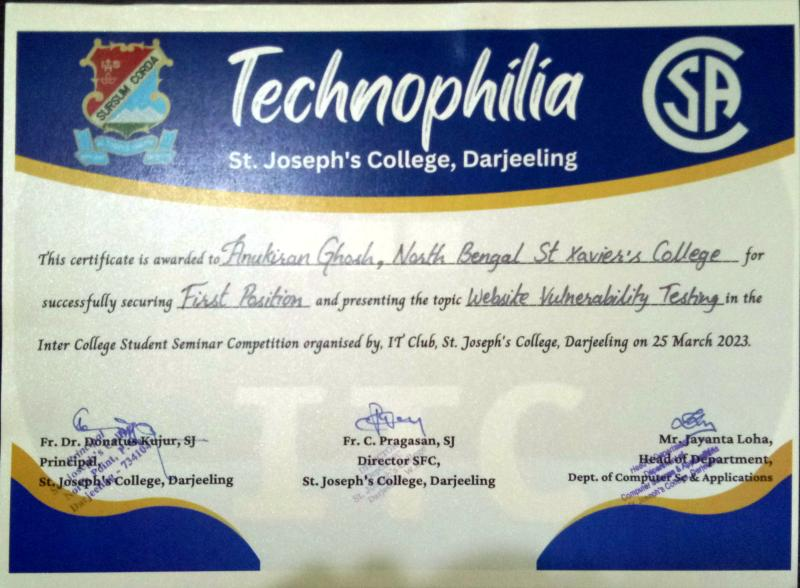 SURSUM CORDA
Technophilia
CSA
St. Joseph's College, Darjeeling
This certificate is awarded to Anukiran Ghosh, North Bengal St Xavier's College for
successfully securing First Position and presenting the topic Website Vulnerability Testing in the
Inter College Student Seminar Competition organised by, IT Club, St. Joseph's College, Darjeeling on 25 March 2023.
ITC
Fr. Dr. Donatus Kujur, SJ
Principal,
St. Joseph's College, Darjeeling
Fr. C. Pragasan, SJ
Director SFC,
St. Joseph's College, Darjeeling
Mr. Jayanta Loha,
Head of Department,
Dept. of Computer Sc & Applications